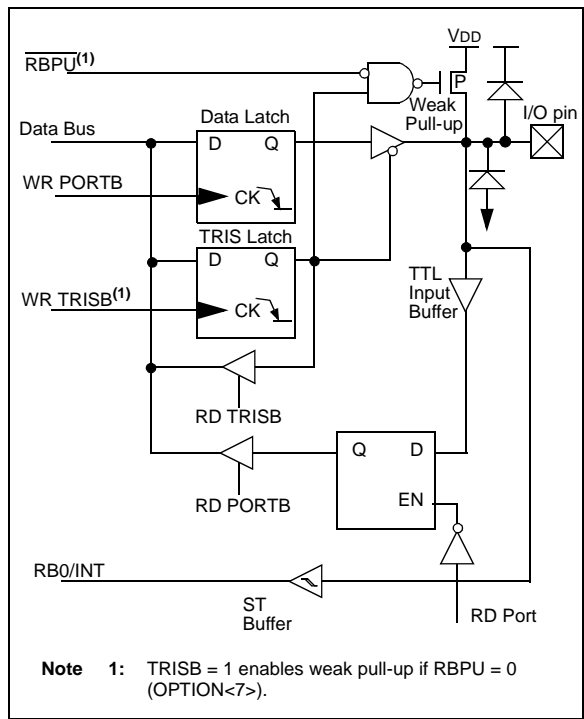 VDD
RBPU(1)
P
Weak
Pull-up
I/O pin
Data Latch
Data Bus
D Q
WR PORTB
CK
TRIS Latch
D Q
TTL
Input
Buffer
WR TRISB(1)
CK
RD TRISB
Q D
EN
RD PORTB
RB0/INT
ST
Buffer
RD Port
Note 1: TRISB = 1 enables weak pull-up if RBPU = 0
(OPTION<7>).